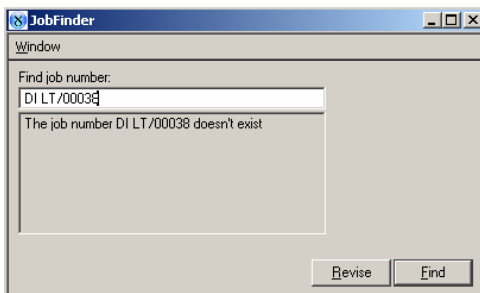 JobFinder
Window
Find job number:
DI LT/00038
The job number DI LT/00038 doesn't exist
Revise Find